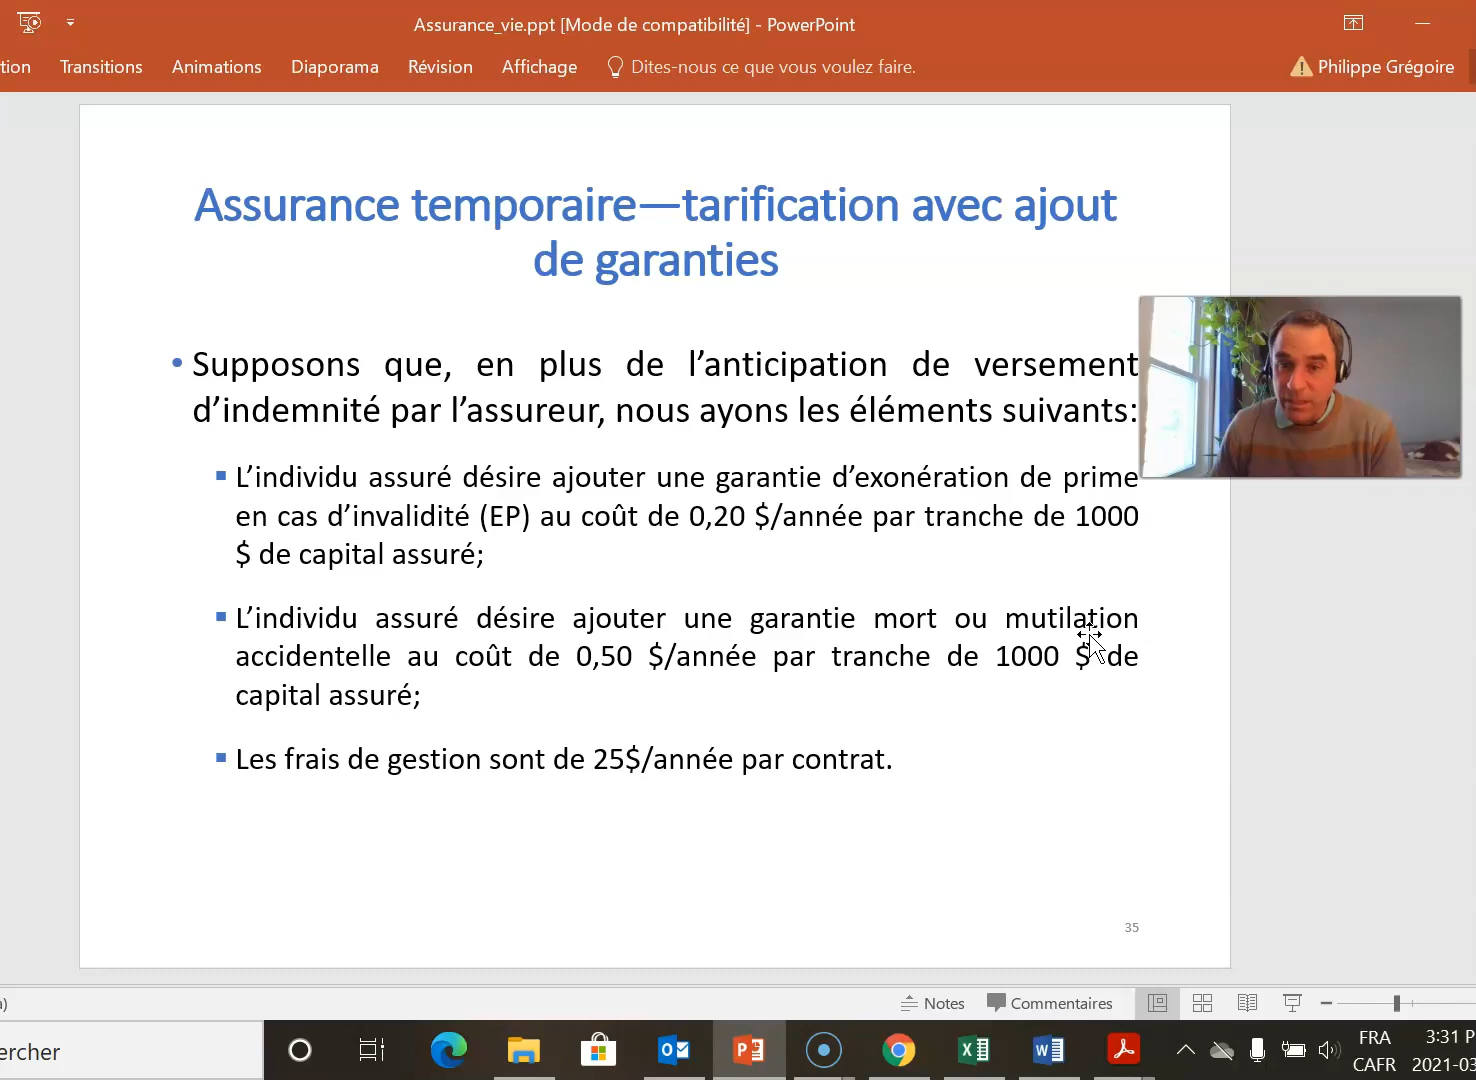 Assurance_vie.ppt [Mode de compatibilité] - PowerPoint
tion Transitions Animations Diaporama Révision Affichage Dites-nous ce que vous voulez faire. Philippe Grégoire
Assurance temporaire—tarification avec ajout
de garanties
• Supposons que, en plus de l’anticipation de versement
d’indemnité par l’assureur, nous ayons les éléments suivants:
▪ L’individu assuré désire ajouter une garantie d’exonération de prime
en cas d’invalidité (EP) au coût de 0,20 $/année par tranche de 1000
$ de capital assuré;
▪ L’individu assuré désire ajouter une garantie mort ou mutilation
accidentelle au coût de 0,50 $/année par tranche de 1000 $ de
capital assuré;
▪ Les frais de gestion sont de 25$/année par contrat.
35
Notes Commentaires
ercher
FRA
CAFR
3:31 P
2021-03